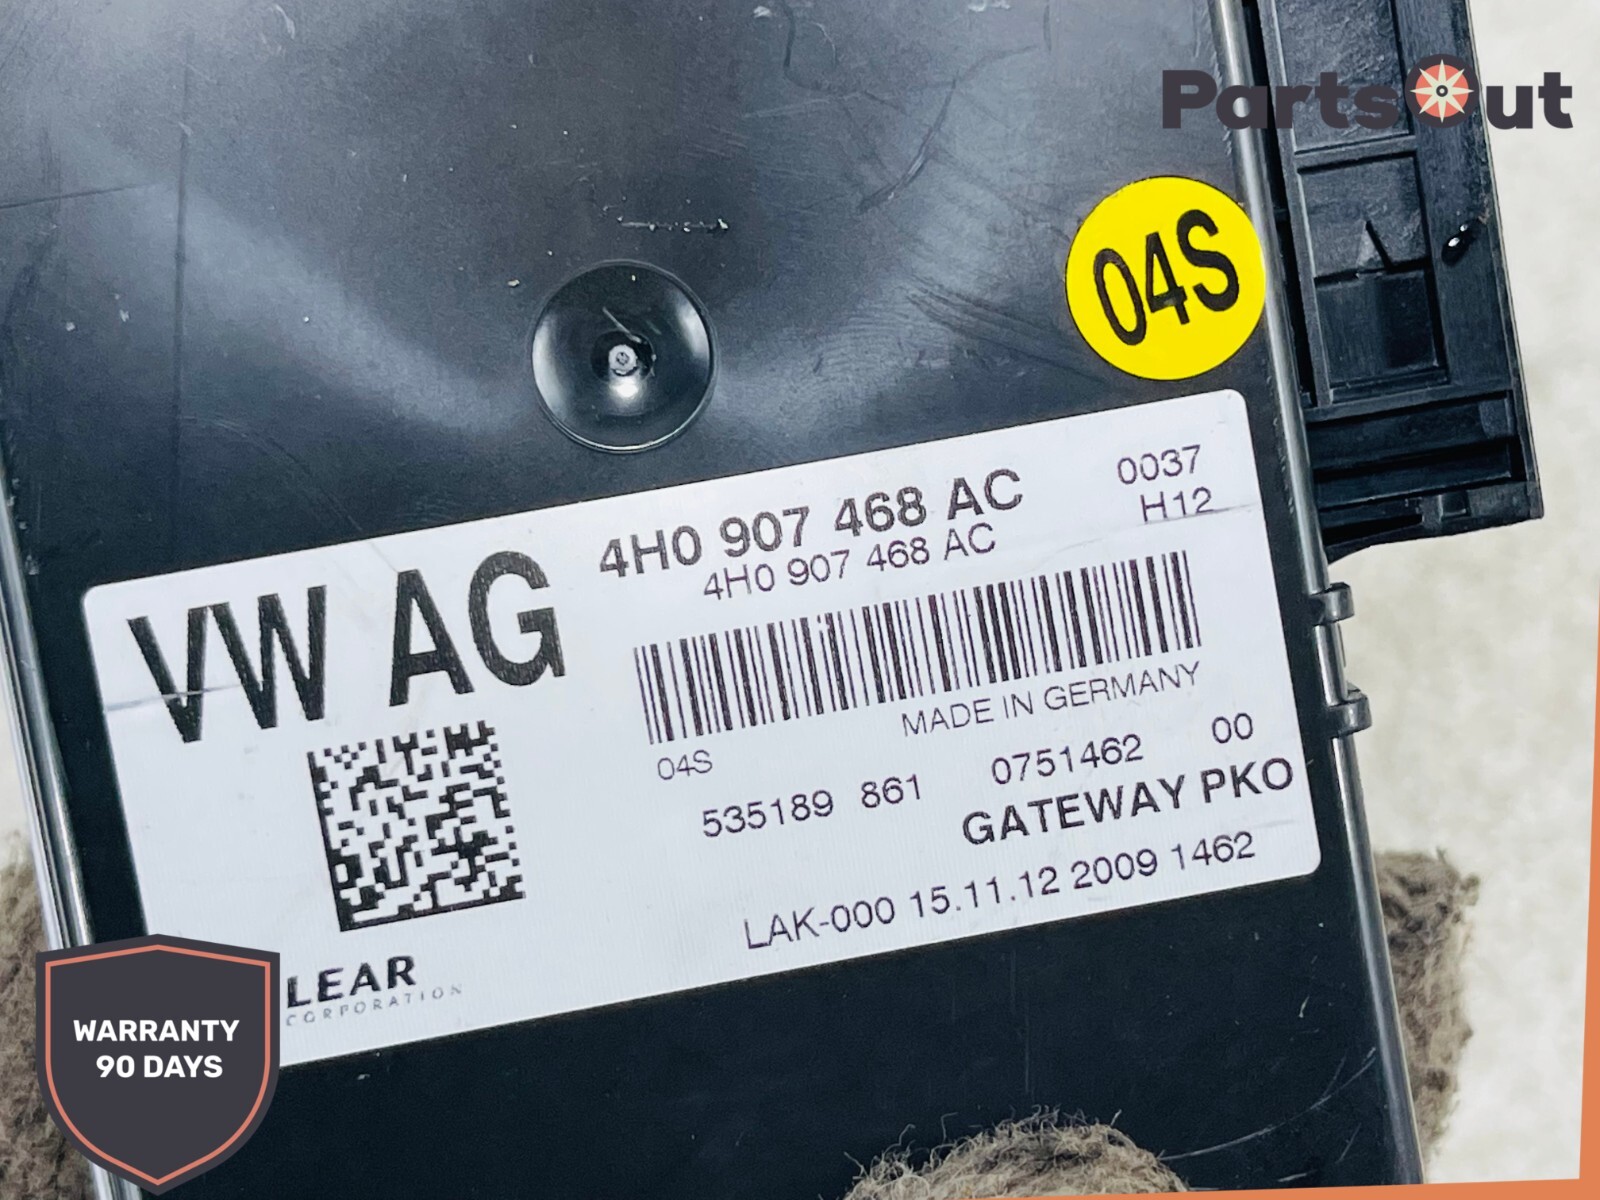 PartsOut
04S
4H0 907 468 AC
0037
4H0 907 468 AC
H12
VW AG
MADE IN GERMANY
04S
535189 861 0751462 00
GATEWAY PKO
LAK-000 15.11.12 2009 1462
LEAR
CORPORATION
WARRANTY
90 DAYS